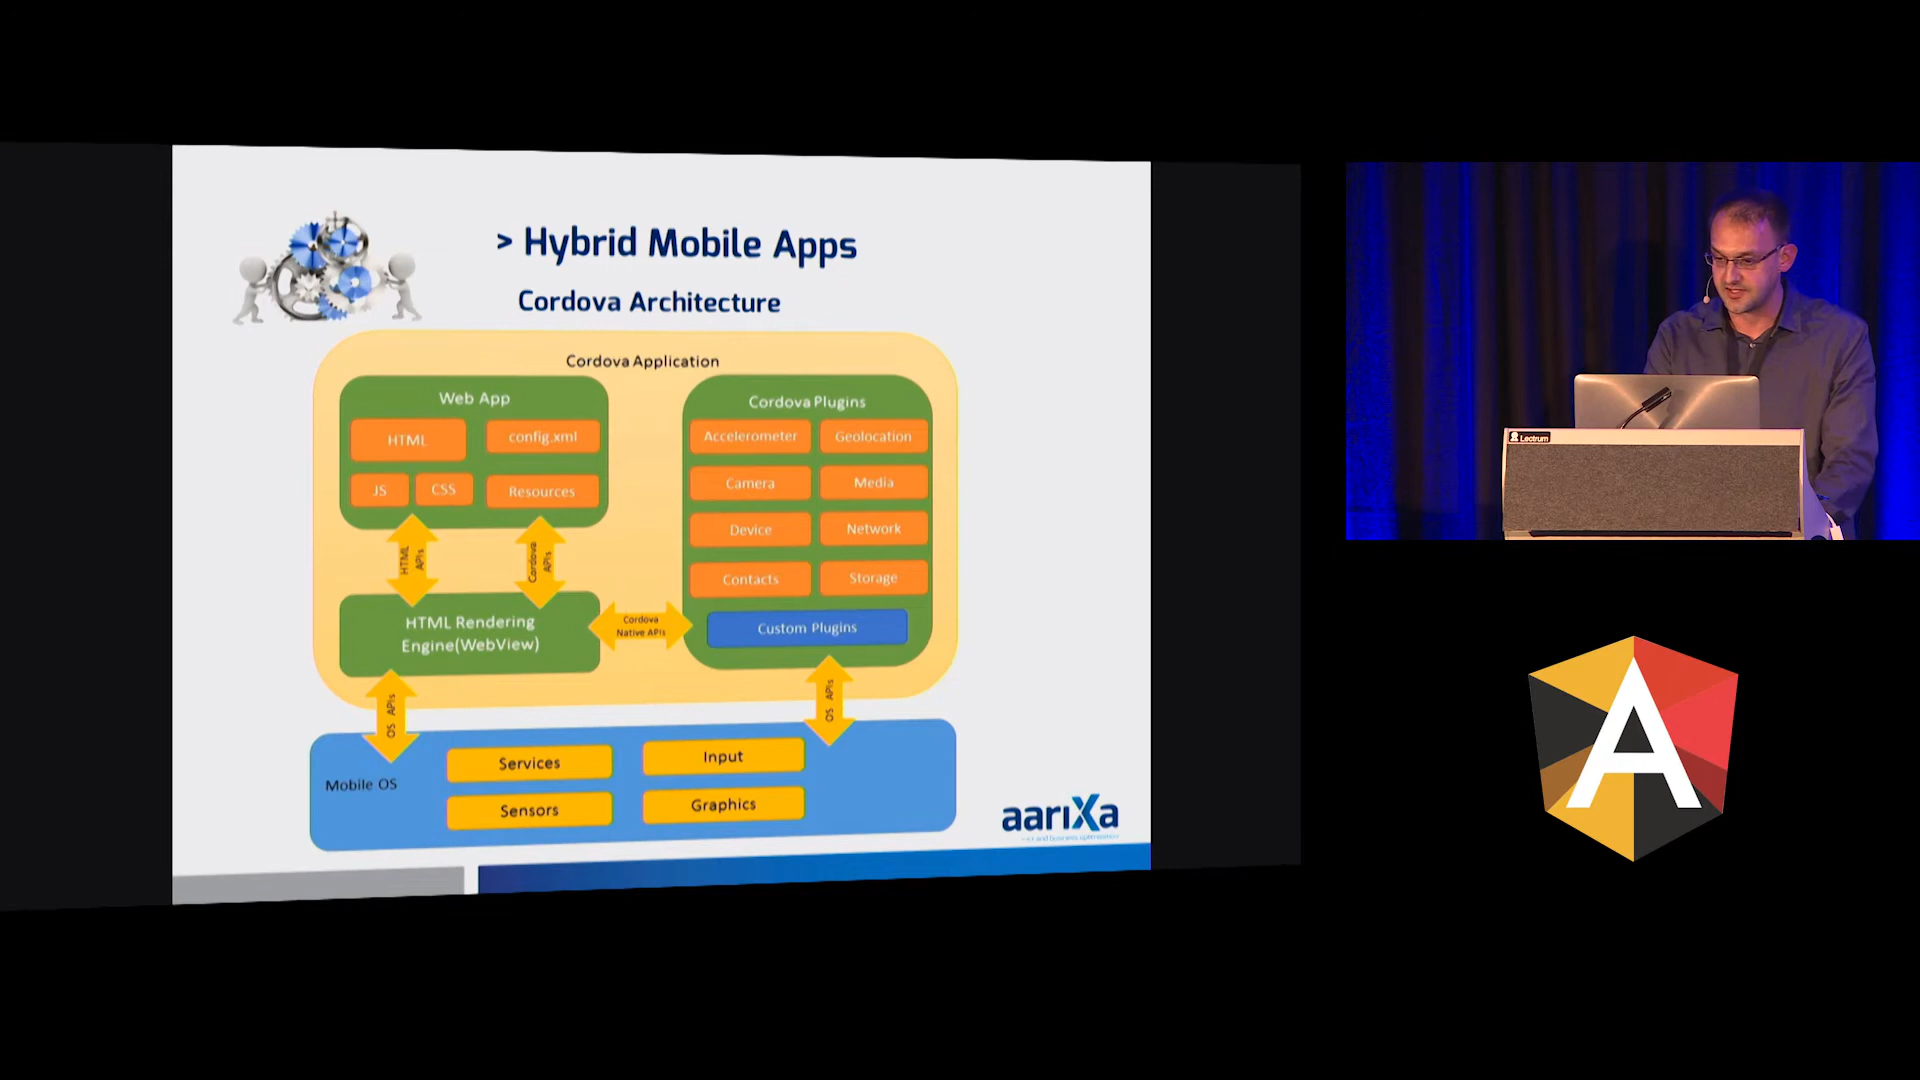 > Hybrid Mobile Apps
Cordova Architecture
Cordova Application
Web App
HTML
config.xml
JS
CSS
Resources
HTML
APIs
Cordova
APIs
HTML Rendering
Engine(WebView)
Cordova
Native APIs
Cordova Plugins
Accelerometer
Geolocation
Camera
Media
Device
Network
Contacts
Storage
Custom Plugins
OS APIs
OS APIs
Mobile OS
Services
Input
Sensors
Graphics
aariXa
Lectrum
A